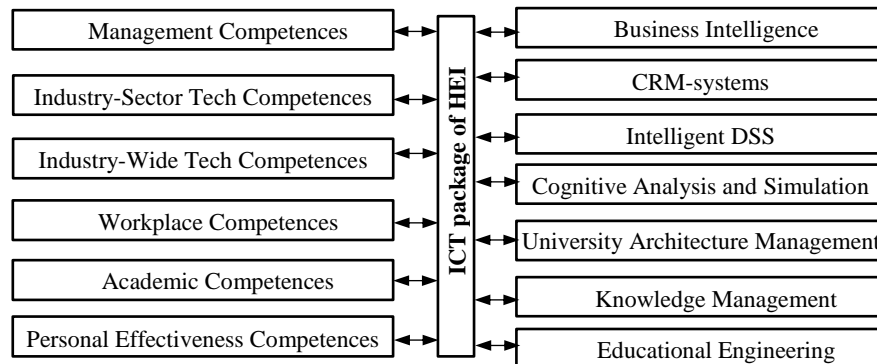 Management Competences
Industry-Sector Tech Competences
Industry-Wide Tech Competences
Workplace Competences
Academic Competences
Personal Effectiveness Competences
ICT package of HEI
Business Intelligence
CRM-systems
Intelligent DSS
Cognitive Analysis and Simulation
University Architecture Management
Knowledge Management
Educational Engineering